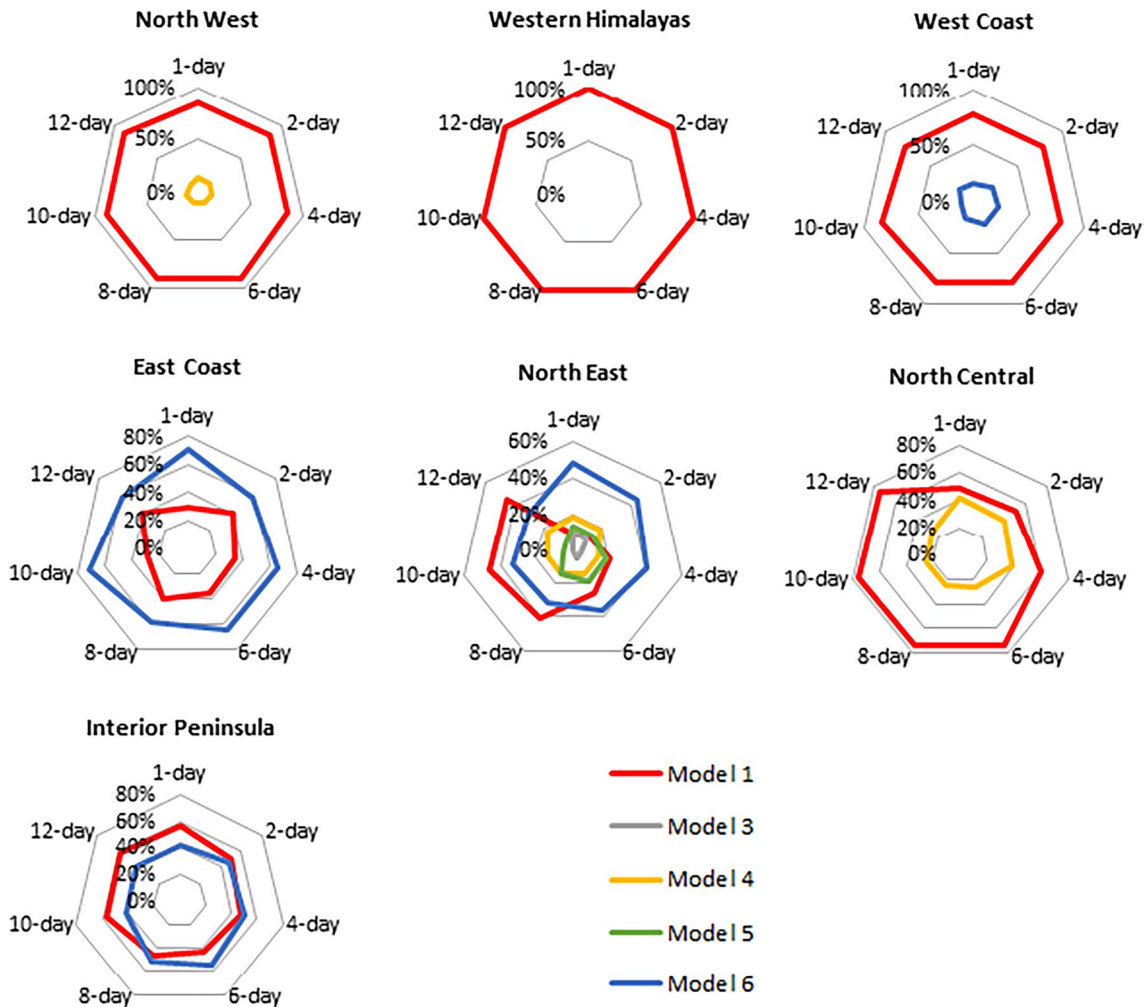 North West
1-day
100%
12-day
2-day
50%
0%
10-day
4-day
8-day
6-day
Western Himalayas
1-day
100%
12-day
2-day
50%
0%
10-day
4-day
8-day
6-day
West Coast
1-day
100%
12-day
2-day
50%
0%
10-day
4-day
8-day
6-day
East Coast
1-day
80%
12-day
60%
2-day
40%
20%
0%
10-day
4-day
8-day
6-day
North East
1-day
60%
12-day
40%
2-day
20%
0%
10-day
4-day
8-day
6-day
North Central
1-day
80%
12-day
60%
2-day
40%
20%
0%
10-day
4-day
8-day
6-day
Interior Peninsula
1-day
80%
12-day
60%
2-day
40%
20%
0%
10-day
4-day
8-day
6-day
Model 1
Model 3
Model 4
Model 5
Model 6